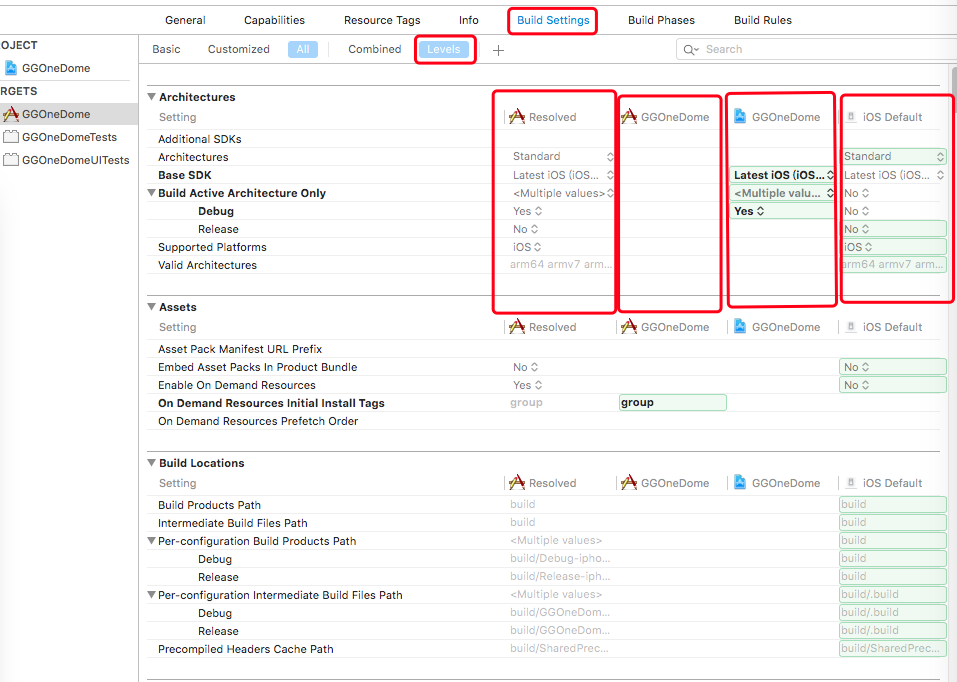 General Capabilities Resource Tags Info Build Settings Build Phases Build Rules
Basic Customized All Combined Levels + Search
OJECT
GGOneDome
RGETS
GGOneDome
GGOneDomeTests
GGOneDomeUITests
Architectures
Setting Resolved GGOneDome GGOneDome iOS Default
Additional SDKs
Architectures Standard Standard
Base SDK Latest iOS (iOS... Latest iOS (iOS... Latest iOS (iOS...
Build Active Architecture Only <Multiple values> <Multiple valu... No
Debug Yes Yes No
Release No No
Supported Platforms iOS iOS
Valid Architectures arm64 armv7 arm... arm64 armv7 arm...
Assets
Setting Resolved GGOneDome GGOneDome iOS Default
Asset Pack Manifest URL Prefix
Embed Asset Packs In Product Bundle No No
Enable On Demand Resources Yes No
On Demand Resources Initial Install Tags group group
On Demand Resources Prefetch Order
Build Locations
Setting Resolved GGOneDome GGOneDome iOS Default
Build Products Path build build
Intermediate Build Files Path build build
Per-configuration Build Products Path <Multiple values> build
Debug build/Debug-ipho... build
Release build/Release-iph... build
Per-configuration Intermediate Build Files Path <Multiple values> build/.build
Debug build/GGOneDom... build/.build
Release build/GGOneDom... build/.build
Precompiled Headers Cache Path build/SharedPrec... build/SharedPrec...